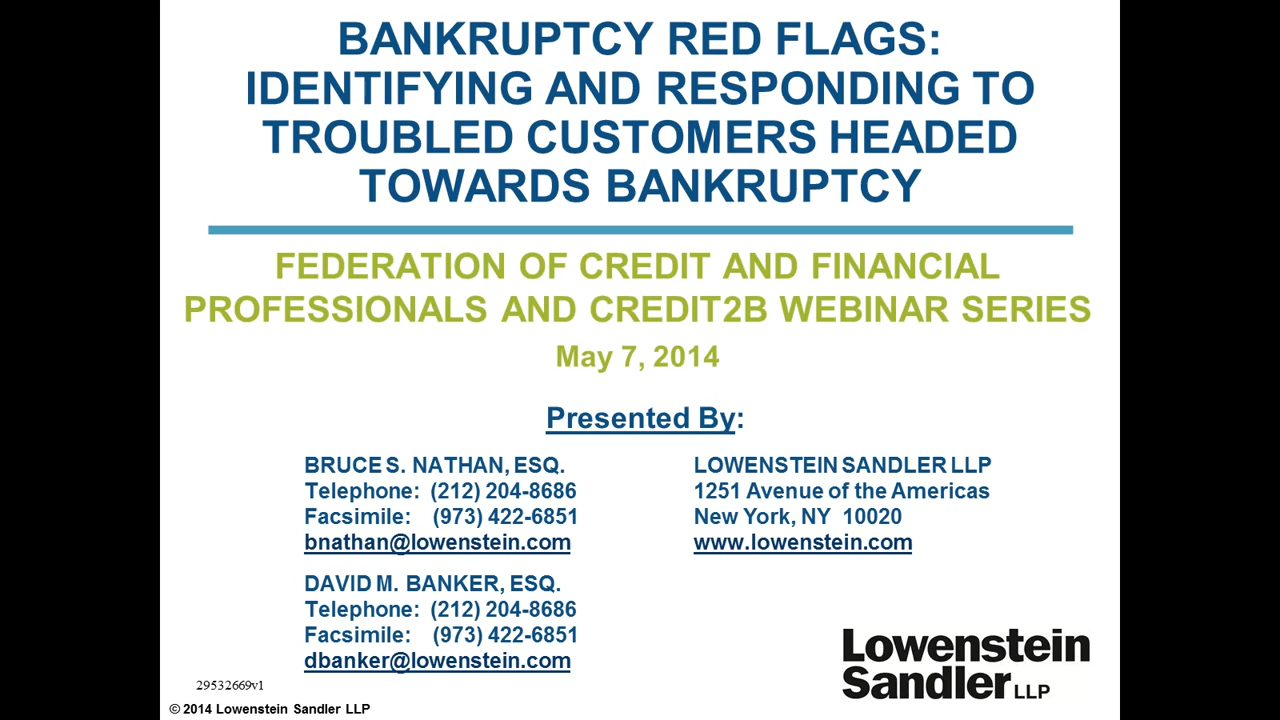 BANKRUPTCY RED FLAGS:
IDENTIFYING AND RESPONDING TO
TROUBLED CUSTOMERS HEADED
TOWARDS BANKRUPTCY
FEDERATION OF CREDIT AND FINANCIAL
PROFESSIONALS AND CREDIT2B WEBINAR SERIES
May 7, 2014
Presented By:
BRUCE S. NATHAN, ESQ.
Telephone: (212) 204-8686
Facsimile: (973) 422-6851
bnathan@lowenstein.com
LOWENSTEIN SANDLER LLP
1251 Avenue of the Americas
New York, NY 10020
www.lowenstein.com
DAVID M. BANKER, ESQ.
Telephone: (212) 204-8686
Facsimile: (973) 422-6851
dbanker@lowenstein.com
Lowenstein
Sandler LLP
29532669v1
© 2014 Lowenstein Sandler LLP